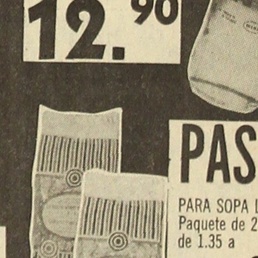 12.90
PAS
PARA SOPA L
Paquete de 2
de 1.35 a